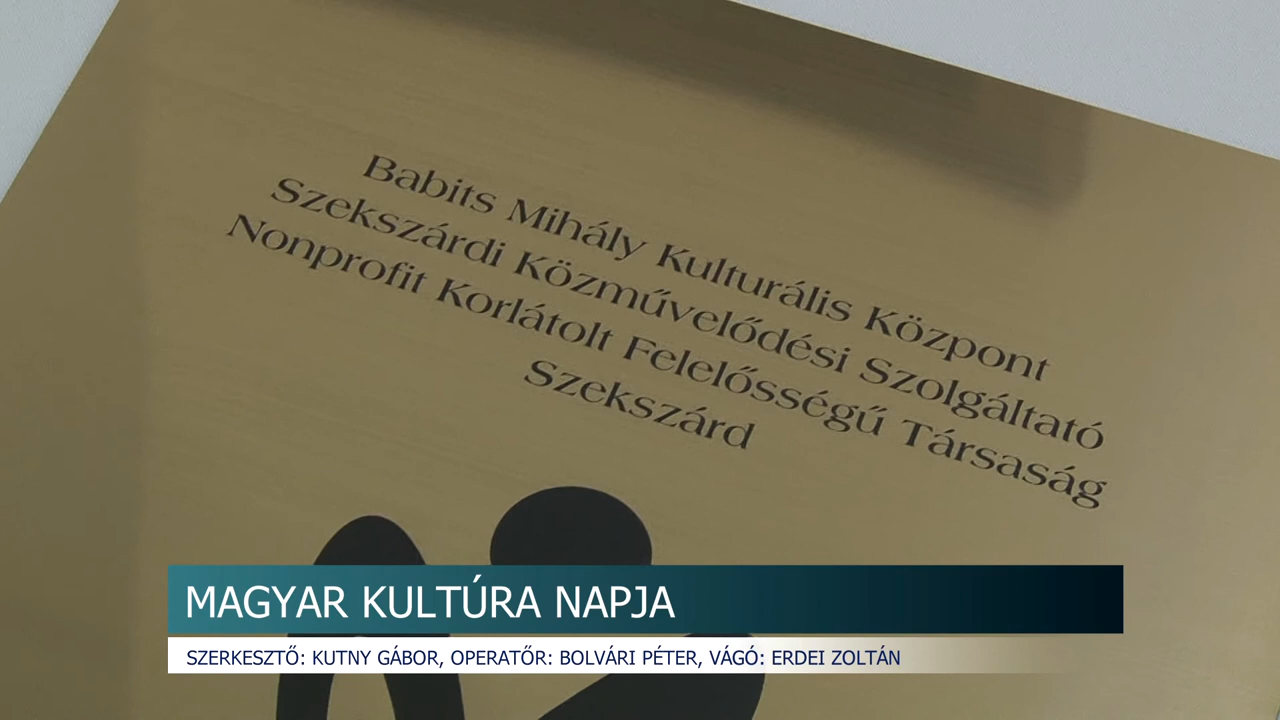 Babits Mihály Kulturális Központ
Szekszárdi Közművelődési Szolgáltató
Nonprofit Korlátolt Felelősségű Társaság
Szekszárd
MAGYAR KULTÚRA NAPJA
SZERKESZTŐ: KUTNY GÁBOR, OPERATŐR: BOLVÁRI PÉTER, VÁGÓ: ERDEI ZOLTÁN